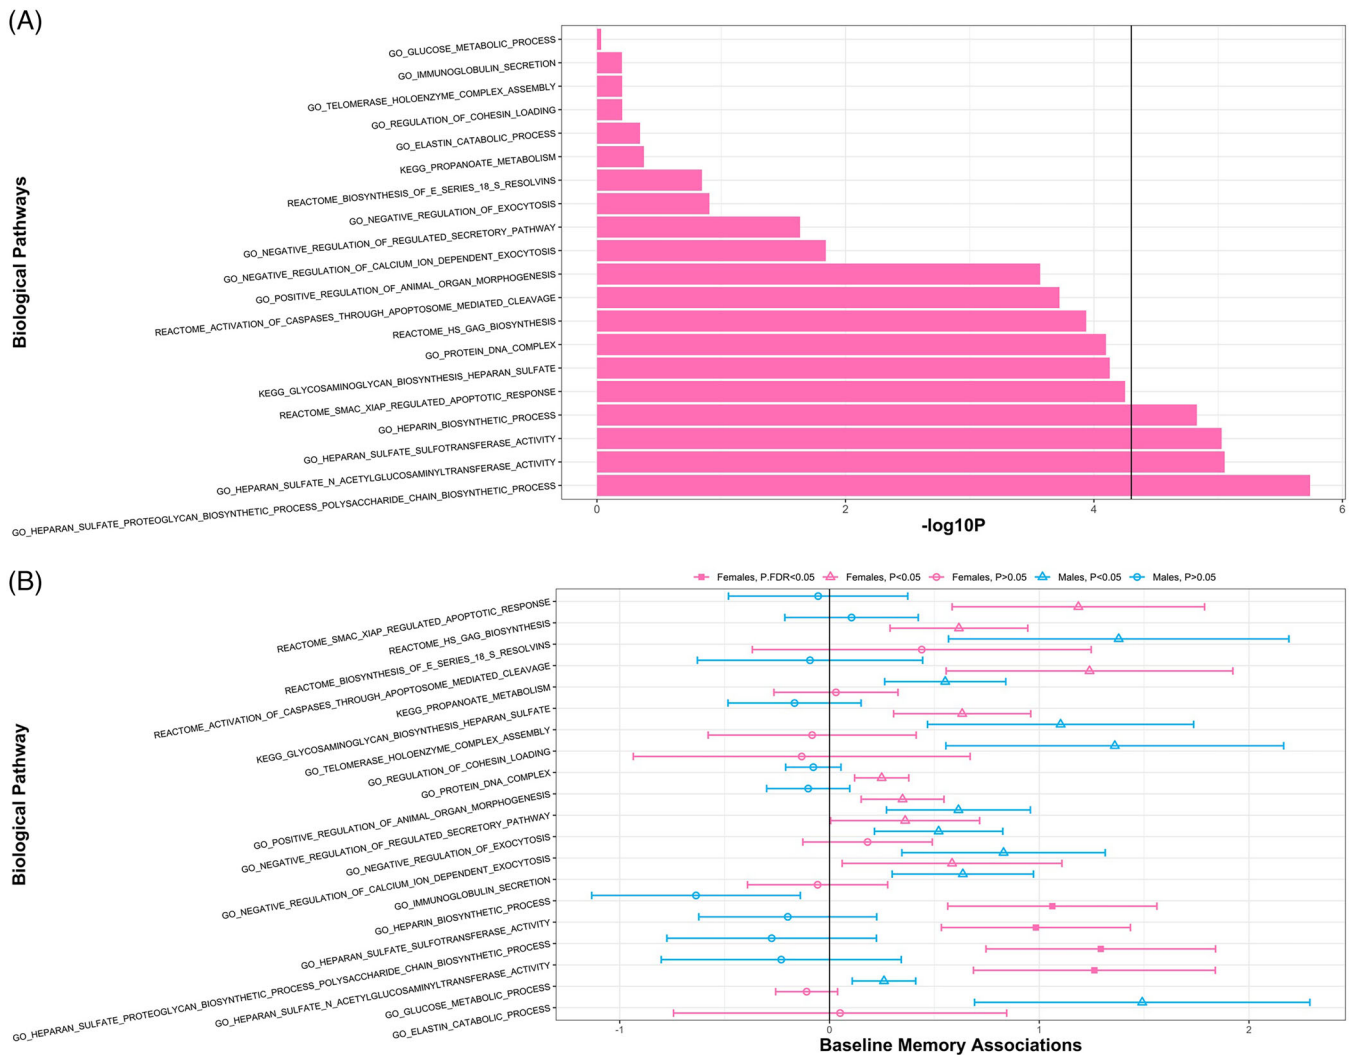 (A)
Biological Pathways
GO_GLUCOSE_METABOLIC_PROCESS
GO_IMMUNOGLOBULIN_SECRETION
GO_TELOMERASE_HOLOENZYME_COMPLEX_ASSEMBLY
GO_REGULATION_OF_COHESIN_LOADING
GO_ELASTIN_CATABOLIC_PROCESS
KEGG_PROPANOATE_METABOLISM
REACTOME_BIOSYNTHESIS_OF_E_SERIES_18_S_RESOLVINS
GO_NEGATIVE_REGULATION_OF_EXOCYTOSIS
GO_NEGATIVE_REGULATION_OF_REGULATED_SECRETORY_PATHWAY
GO_NEGATIVE_REGULATION_OF_CALCIUM_ION_DEPENDENT_EXOCYTOSIS
GO_POSITIVE_REGULATION_OF_ANIMAL_ORGAN_MORPHOGENESIS
REACTOME_ACTIVATION_OF_CASPASES_THROUGH_APOPTOSOME_MEDIATED_CLEAVAGE
REACTOME_HS_GAG_BIOSYNTHESIS
GO_PROTEIN_DNA_COMPLEX
KEGG_GLYCOSAMINOGLYCAN_BIOSYNTHESIS_HEPARAN_SULFATE
REACTOME_SMAC_XIAP_REGULATED_APOPTOTIC_RESPONSE
GO_HEPARIN_BIOSYNTHETIC_PROCESS
GO_HEPARAN_SULFATE_SULFOTRANSFERASE_ACTIVITY
GO_HEPARAN_SULFATE_N_ACETYLGLUCOSAMINYLTRANSFERASE_ACTIVITY
GO_HEPARAN_SULFATE_PROTEOGLYCAN_BIOSYNTHETIC_PROCESS_POLYSACCHARIDE_CHAIN_BIOSYNTHETIC_PROCESS
0 2 4 6
-log10P
(B)
Females, P.FDR<0.05 Females, P<0.05 Females, P>0.05 Males, P<0.05 Males, P>0.05
Biological Pathway
REACTOME_SMAC_XIAP_REGULATED_APOPTOTIC_RESPONSE
REACTOME_HS_GAG_BIOSYNTHESIS
REACTOME_BIOSYNTHESIS_OF_E_SERIES_18_S_RESOLVINS
REACTOME_ACTIVATION_OF_CASPASES_THROUGH_APOPTOSOME_MEDIATED_CLEAVAGE
KEGG_PROPANOATE_METABOLISM
KEGG_GLYCOSAMINOGLYCAN_BIOSYNTHESIS_HEPARAN_SULFATE
GO_TELOMERASE_HOLOENZYME_COMPLEX_ASSEMBLY
GO_REGULATION_OF_COHESIN_LOADING
GO_PROTEIN_DNA_COMPLEX
GO_POSITIVE_REGULATION_OF_ANIMAL_ORGAN_MORPHOGENESIS
GO_NEGATIVE_REGULATION_OF_REGULATED_SECRETORY_PATHWAY
GO_NEGATIVE_REGULATION_OF_EXOCYTOSIS
GO_NEGATIVE_REGULATION_OF_CALCIUM_ION_DEPENDENT_EXOCYTOSIS
GO_IMMUNOGLOBULIN_SECRETION
GO_HEPARIN_BIOSYNTHETIC_PROCESS
GO_HEPARAN_SULFATE_SULFOTRANSFERASE_ACTIVITY
GO_HEPARAN_SULFATE_PROTEOGLYCAN_BIOSYNTHETIC_PROCESS_POLYSACCHARIDE_CHAIN_BIOSYNTHETIC_PROCESS
GO_HEPARAN_SULFATE_N_ACETYLGLUCOSAMINYLTRANSFERASE_ACTIVITY
GO_GLUCOSE_METABOLIC_PROCESS
GO_ELASTIN_CATABOLIC_PROCESS
-1 0 1 2
Baseline Memory Associations